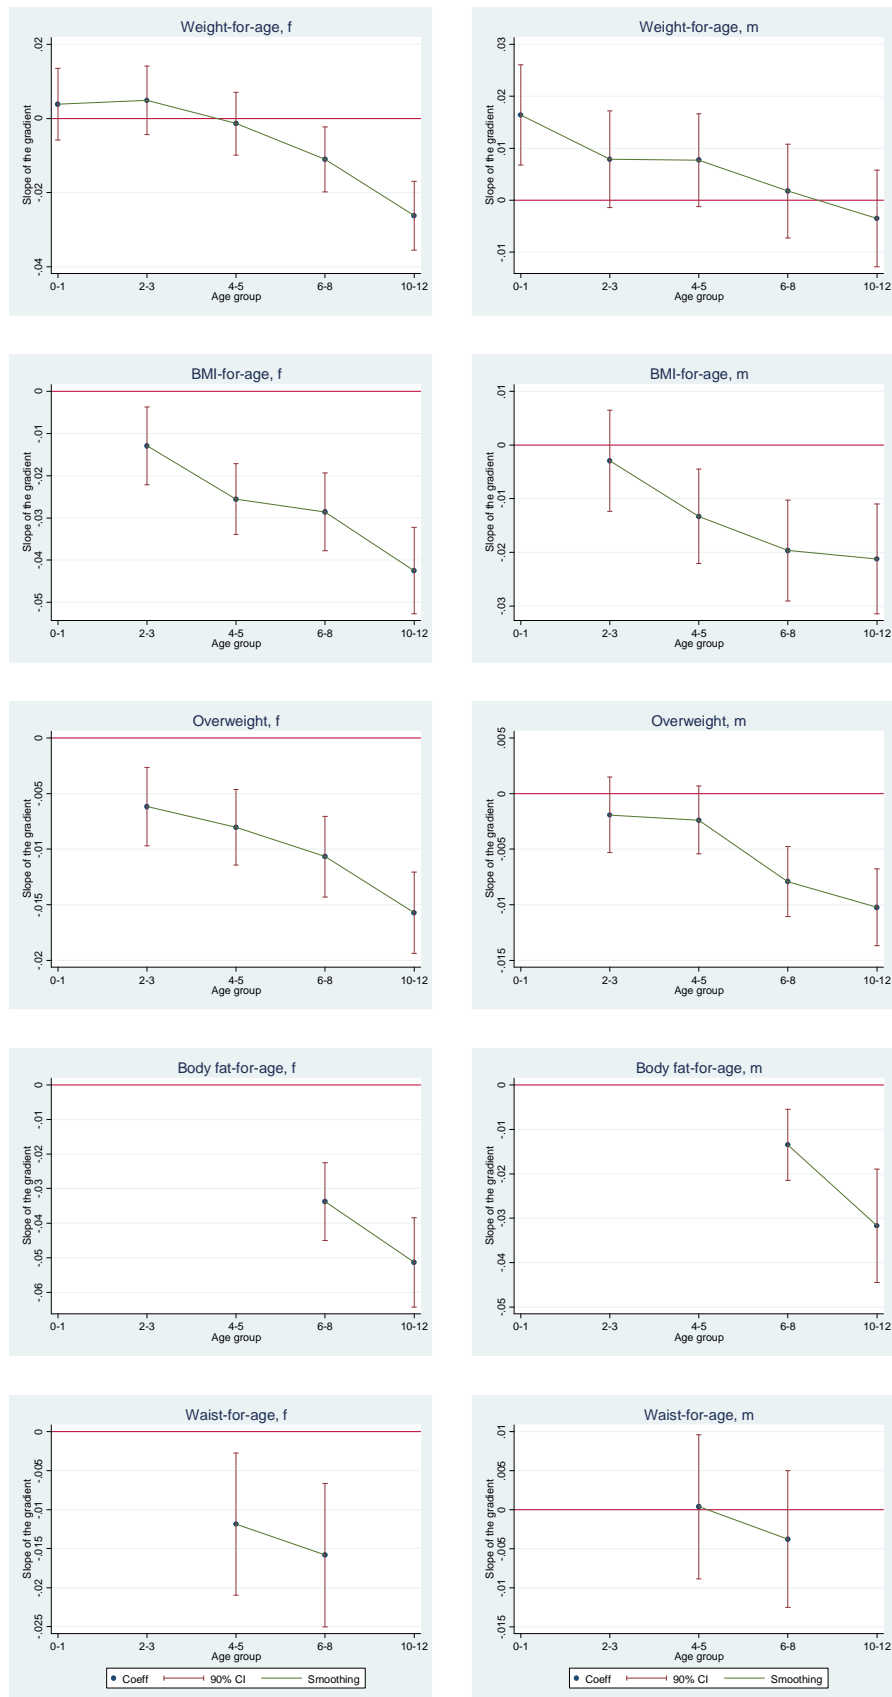 Weight-for-age, f
Slope of the gradient
.02
0
-.02
-.04
0-1 2-3 4-5 6-8 10-12
Age group
Weight-for-age, m
Slope of the gradient
.03
.02
.01
0
-.01
0-1 2-3 4-5 6-8 10-12
Age group
BMI-for-age, f
Slope of the gradient
0
-.01
-.02
-.03
-.04
-.05
0-1 2-3 4-5 6-8 10-12
Age group
BMI-for-age, m
Slope of the gradient
.01
0
-.01
-.02
-.03
0-1 2-3 4-5 6-8 10-12
Age group
Overweight, f
Slope of the gradient
0
-.005
-.01
-.015
-.02
0-1 2-3 4-5 6-8 10-12
Age group
Overweight, m
Slope of the gradient
.005
0
-.005
-.01
-.015
0-1 2-3 4-5 6-8 10-12
Age group
Body fat-for-age, f
Slope of the gradient
0
-.01
-.02
-.03
-.04
-.05
-.06
0-1 2-3 4-5 6-8 10-12
Age group
Body fat-for-age, m
Slope of the gradient
0
-.01
-.02
-.03
-.04
-.05
0-1 2-3 4-5 6-8 10-12
Age group
Waist-for-age, f
Slope of the gradient
0
-.005
-.01
-.015
-.02
-.025
0-1 2-3 4-5 6-8 10-12
Age group
Coeff 90% CI Smoothing
Waist-for-age, m
Slope of the gradient
.01
.005
0
-.005
-.01
-.015
0-1 2-3 4-5 6-8 10-12
Age group
Coeff 90% CI Smoothing